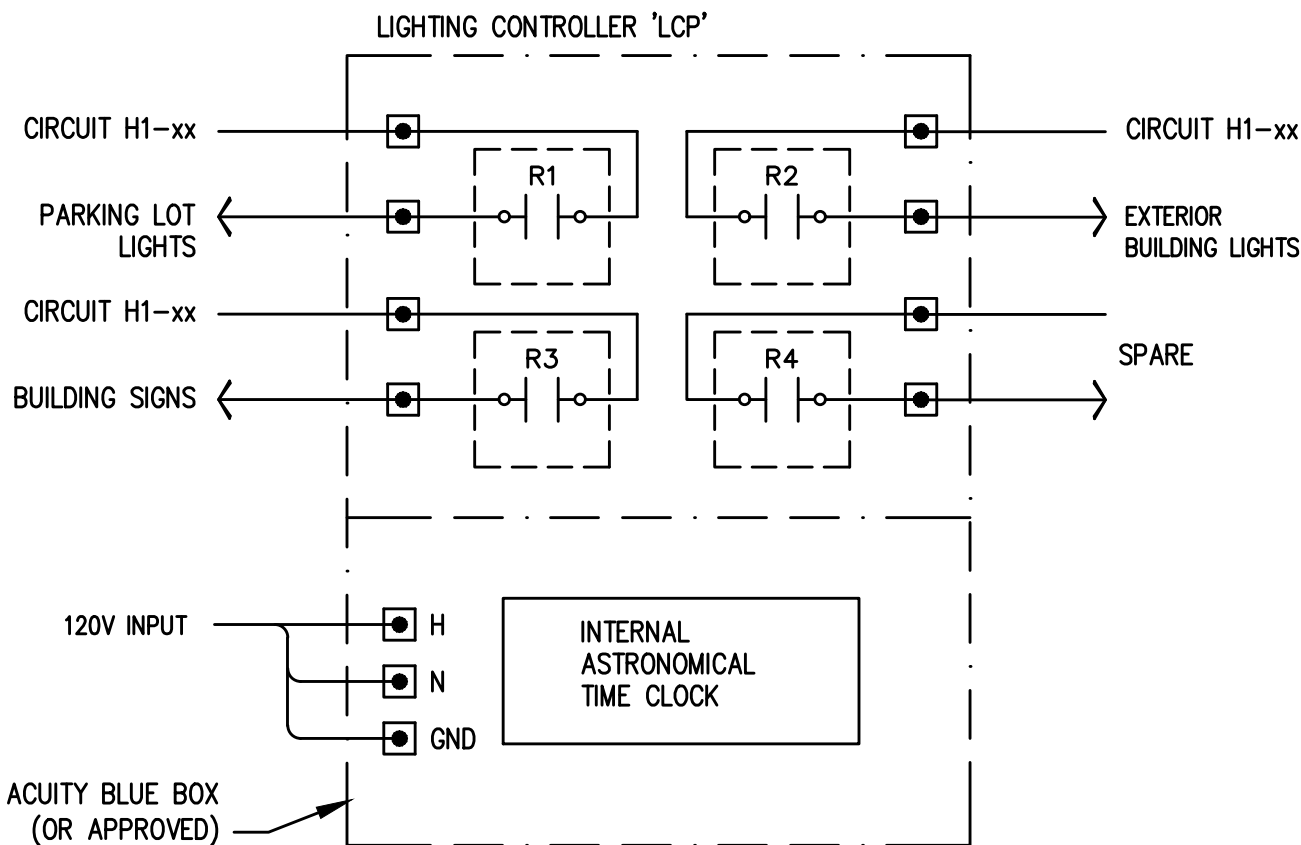 LIGHTING CONTROLLER 'LCP'
CIRCUIT H1-xx
CIRCUIT H1-xx
R1
R2
PARKING LOT
LIGHTS
EXTERIOR
BUILDING LIGHTS
CIRCUIT H1-xx
R3
R4
SPARE
BUILDING SIGNS
120V INPUT
H
N
GND
INTERNAL
ASTRONOMICAL
TIME CLOCK
ACUITY BLUE BOX
(OR APPROVED)